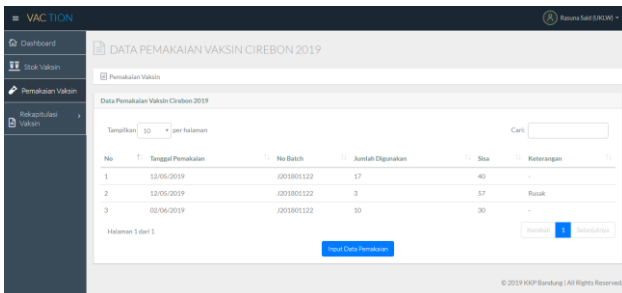 VACTION
Rasuna Said (UKLW)
Dashboard
DATA PEMAKAIAN VAKSIN CIREBON 2019
Stok Vaksin
Pemakaian Vaksin
Pemakaian Vaksin
Data Pemakaian Vaksin Cirebon 2019
Rekapitulasi
Vaksin
Tampilkan 10 per halaman Cari:
No Tanggal Pemakaian No Batch Jumlah Digunakan Sisa Keterangan
1 12/05/2019 J201801122 17 40 -
2 12/05/2019 J201801122 3 57 Rusak
3 02/06/2019 J201801122 10 30 -
Halaman 1 dari 1 Kembali 1 Selanjutnya
Input Data Pemakaian
© 2019 KKP Bandung | All Rights Reserved.